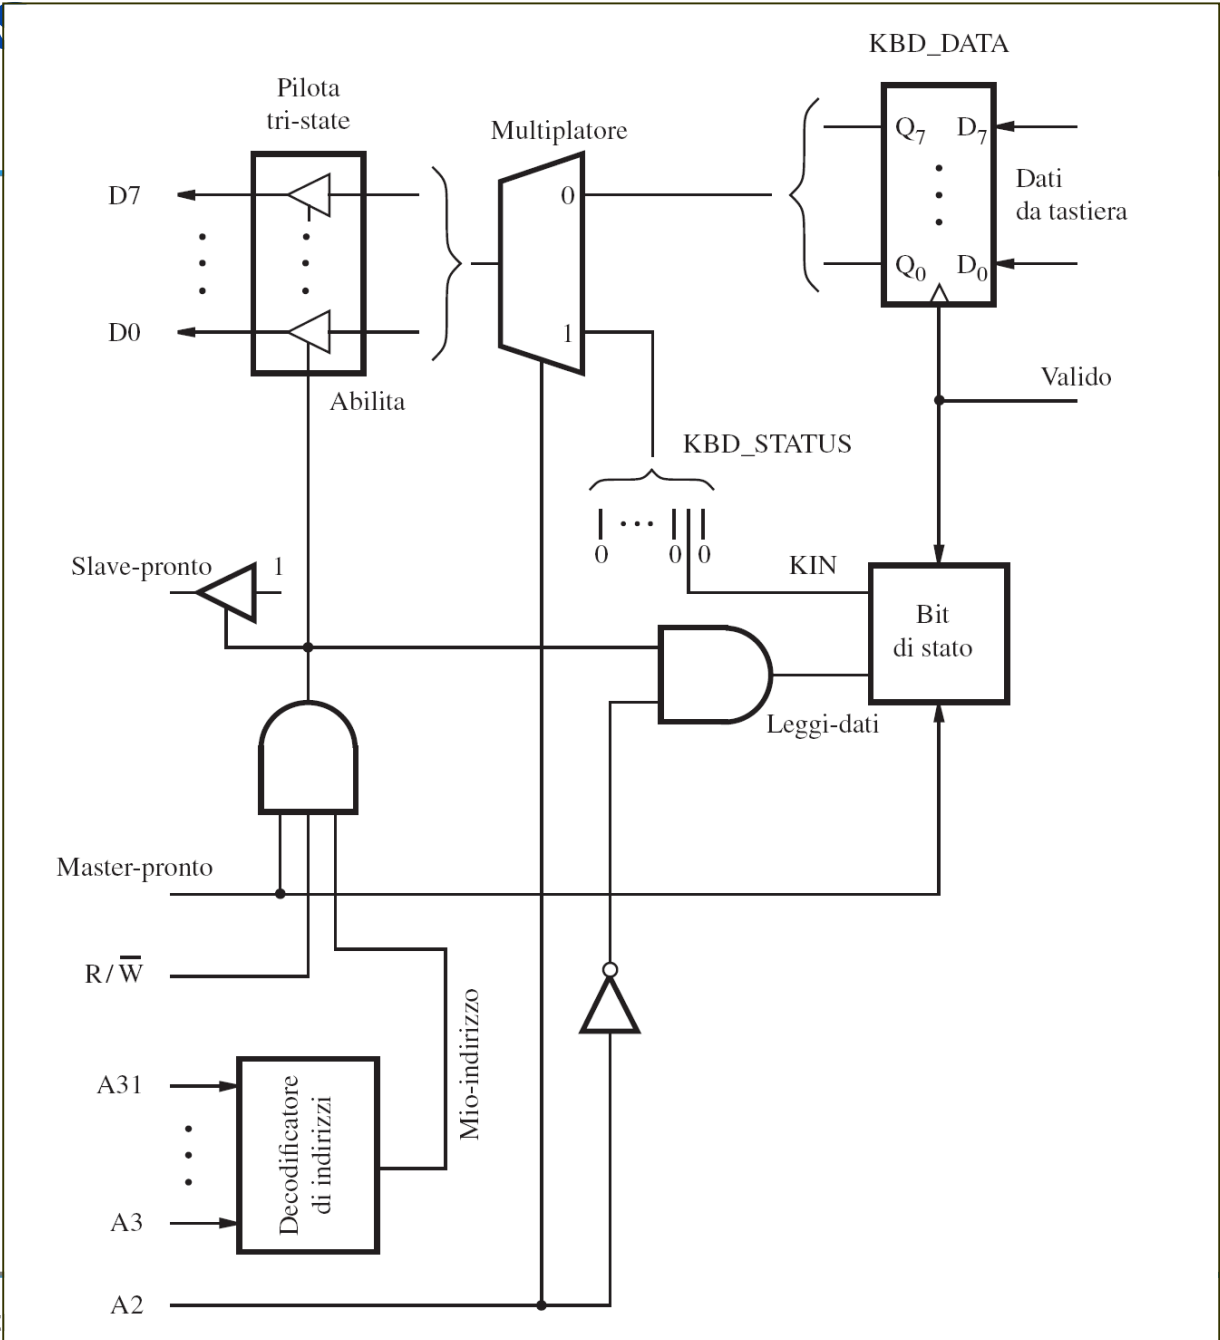 KBD_DATA
Pilota
tri-state
Multiplatore
Q7 D7
D7
0
Dati
da tastiera
Q0 D0
D0
1
Valido
Abilita
KBD_STATUS
0 0 0
Slave-pronto
1
KIN
Bit
di stato
Leggi-dati
Master-pronto
R/W̅
Mio-indirizzo
A31
Decodificatore
di indirizzi
A3
A2